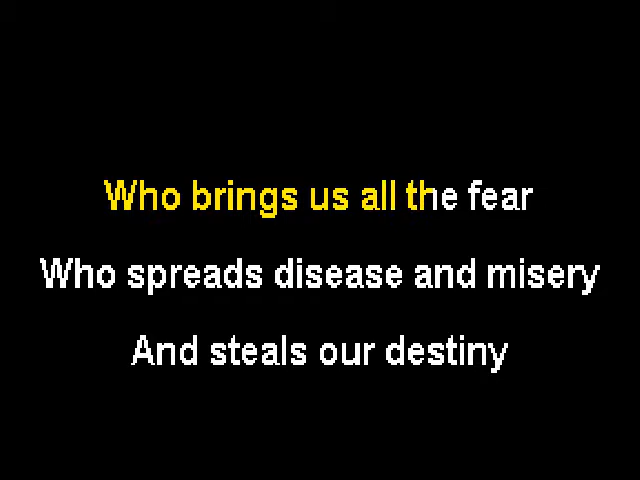 Who brings us all the fear
Who spreads disease and misery
And steals our destiny